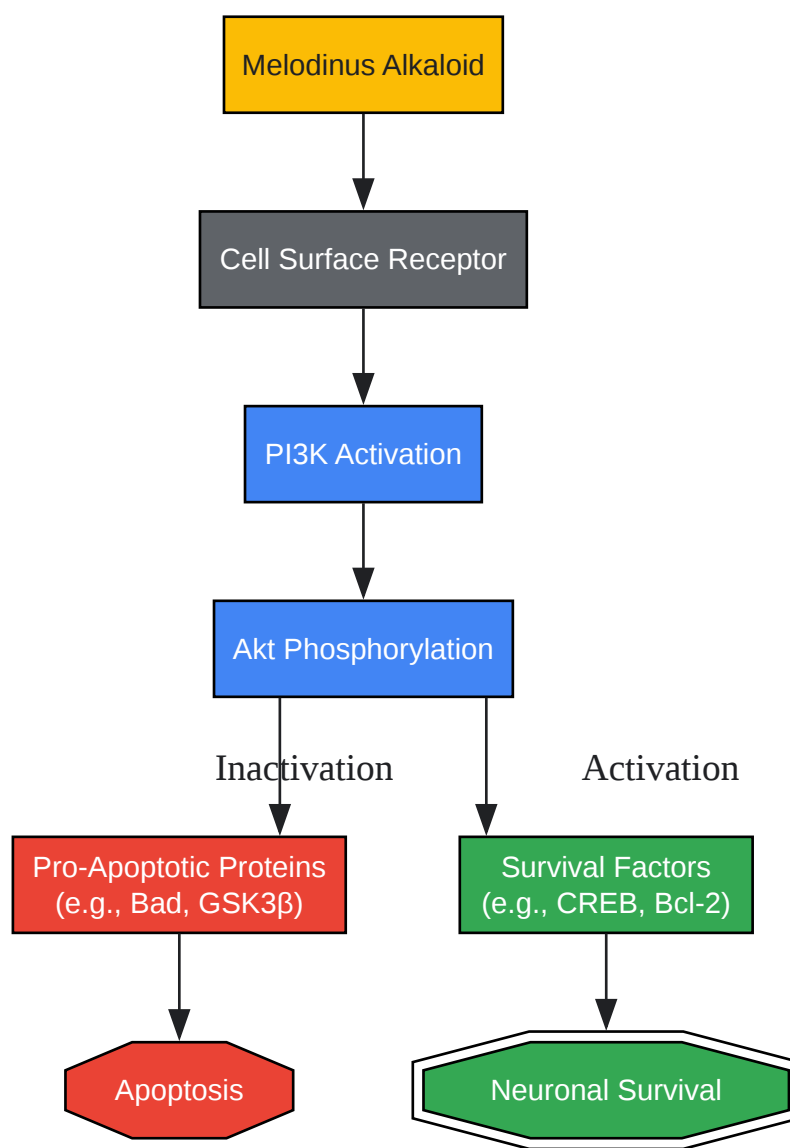 Melodinus Alkaloid
Cell Surface Receptor
PI3K Activation
Akt Phosphorylation
Inactivation
Activation
Pro-Apoptotic Proteins
(e.g., Bad, GSK3β)
Survival Factors
(e.g., CREB, Bcl-2)
Apoptosis
Neuronal Survival